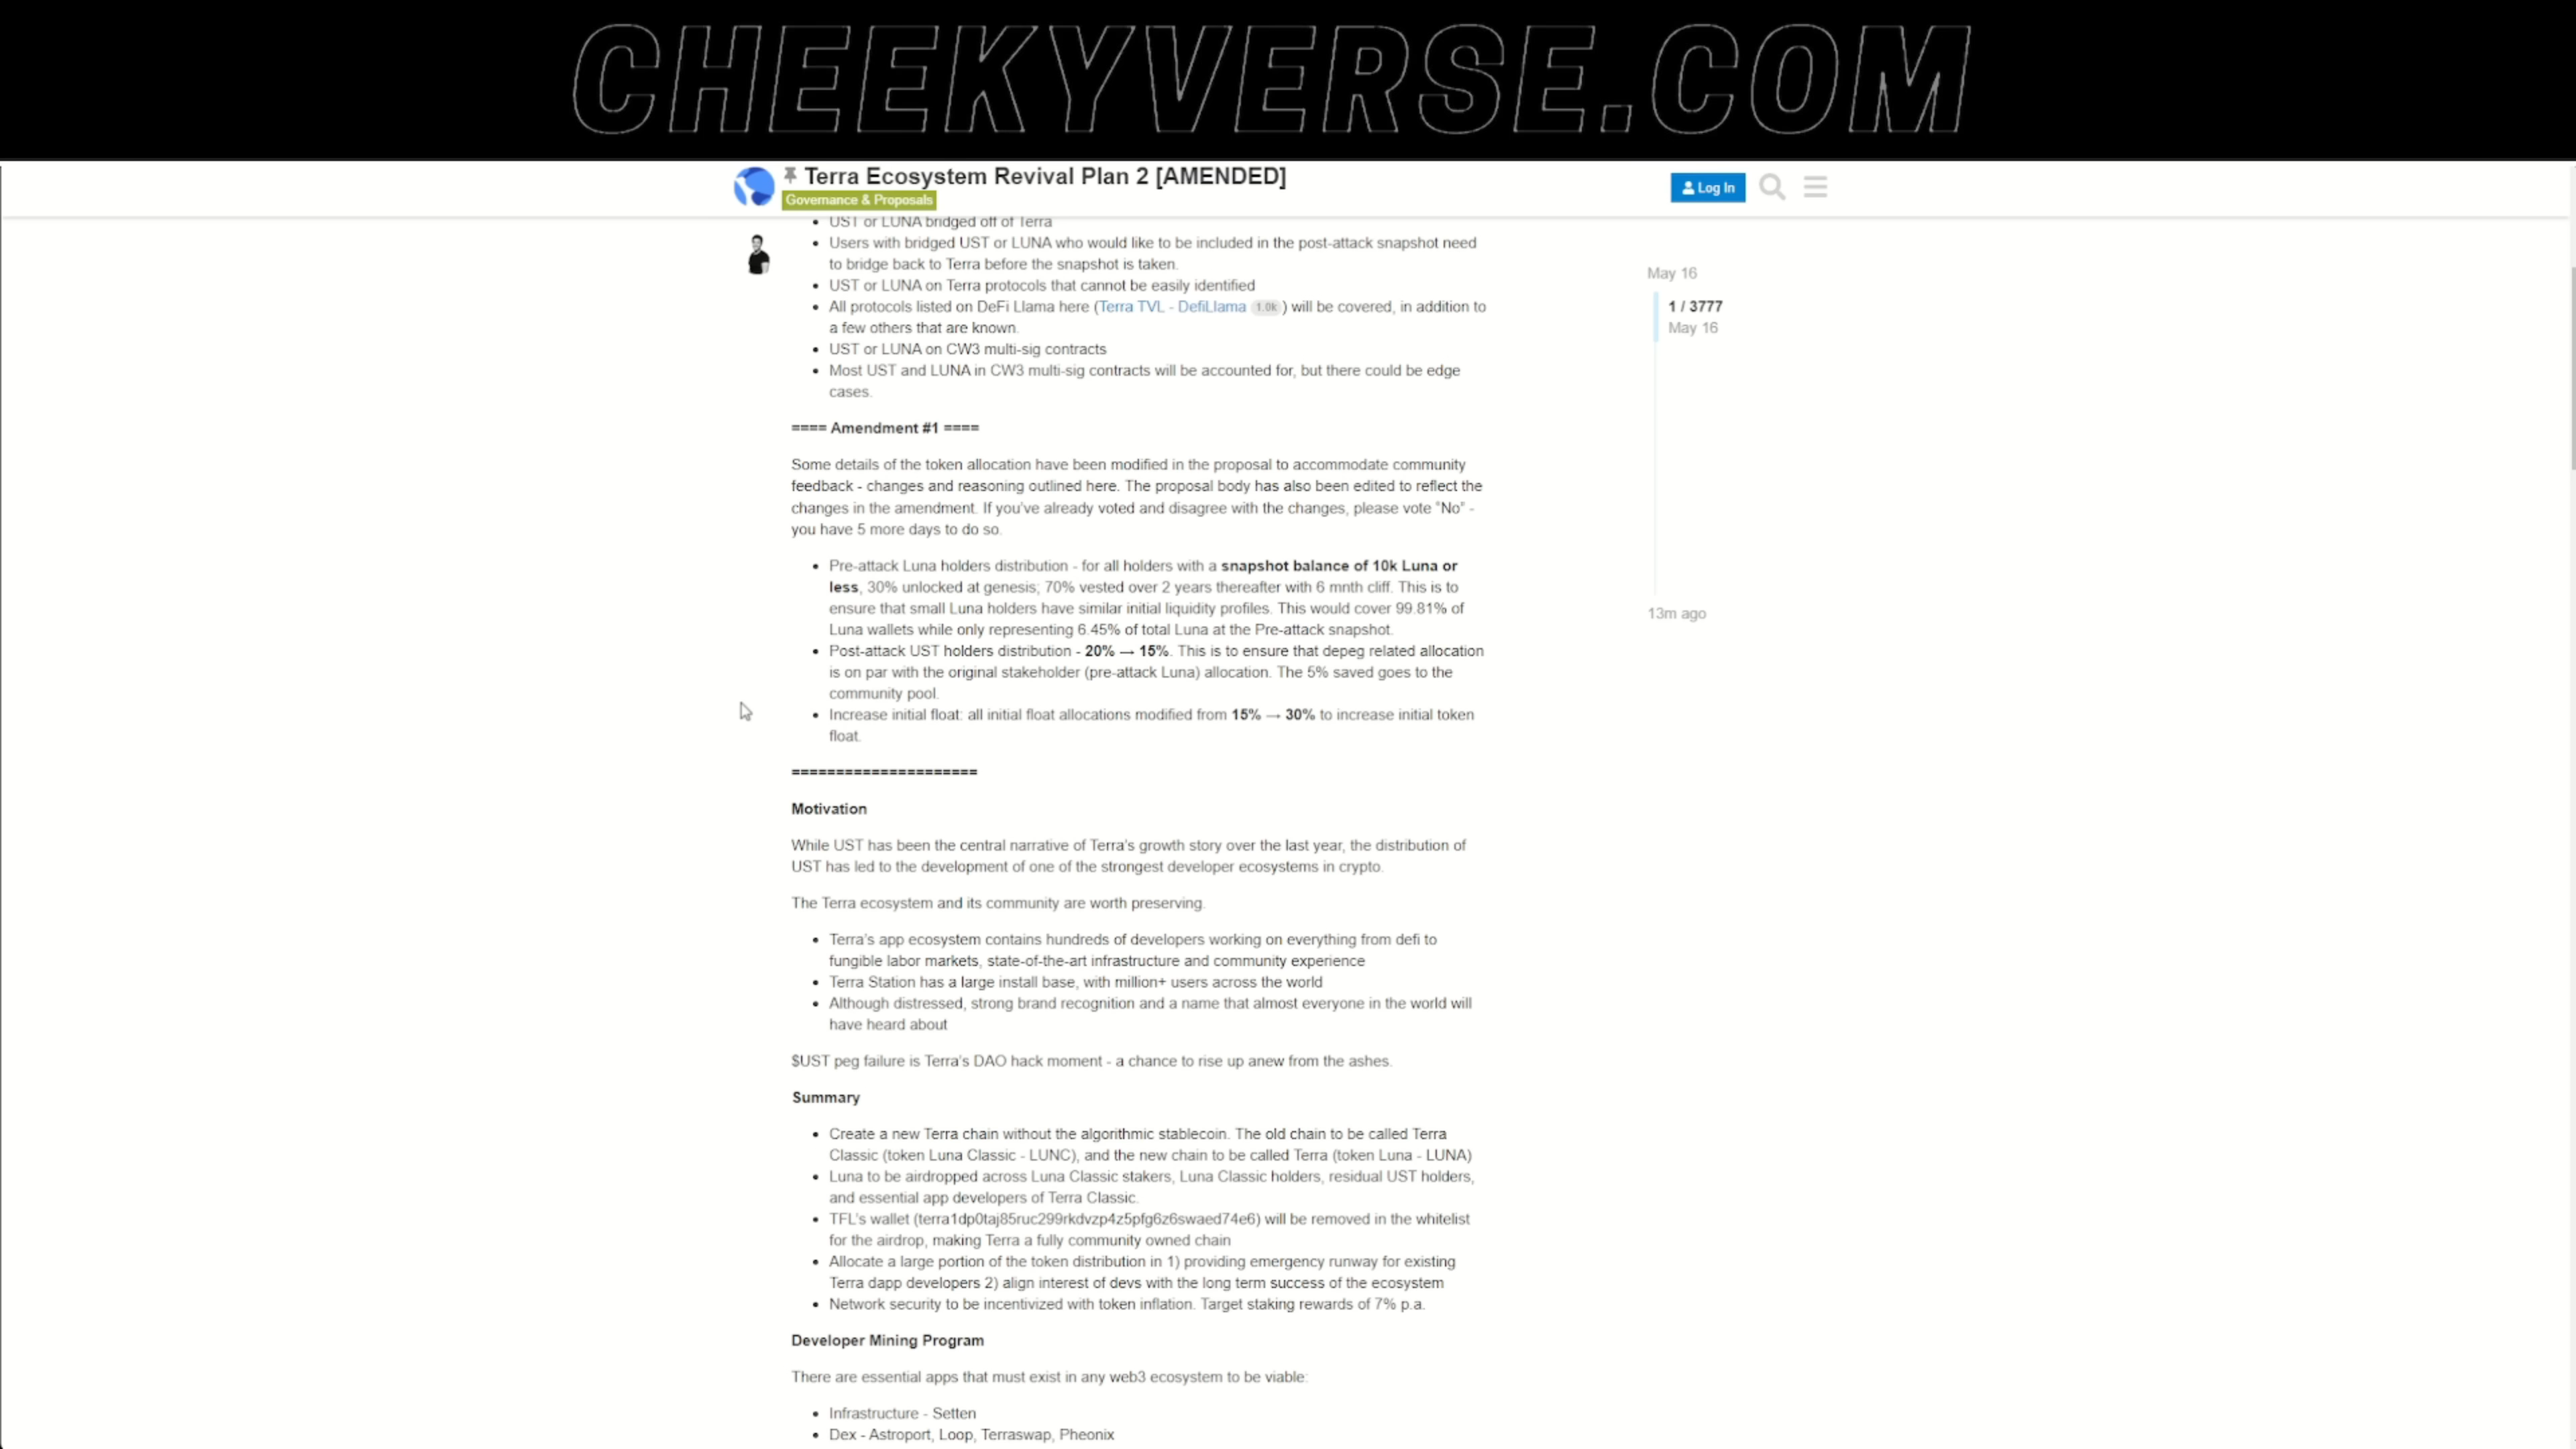 CHEEKYVERSE.COM
Terra Ecosystem Revival Plan 2 [AMENDED]
Governance & Proposals
Log In
UST or LUNA bridged off of Terra
Users with bridged UST or LUNA who would like to be included in the post-attack snapshot need
to bridge back to Terra before the snapshot is taken.
UST or LUNA on Terra protocols that cannot be easily identified
All protocols listed on DeFi Llama here (Terra TVL - DefiLlama 1.0k ) will be covered, in addition to
a few others that are known.
UST or LUNA on CW3 multi-sig contracts
Most UST and LUNA in CW3 multi-sig contracts will be accounted for, but there could be edge
cases.
May 16
1 / 3777
May 16
13m ago
==== Amendment #1 ====
Some details of the token allocation have been modified in the proposal to accommodate community
feedback - changes and reasoning outlined here. The proposal body has also been edited to reflect the
changes in the amendment. If you've already voted and disagree with the changes, please vote "No" -
you have 5 more days to do so.
Pre-attack Luna holders distribution - for all holders with a snapshot balance of 10k Luna or
less, 30% unlocked at genesis; 70% vested over 2 years thereafter with 6 mnth cliff. This is to
ensure that small Luna holders have similar initial liquidity profiles. This would cover 99.81% of
Luna wallets while only representing 6.45% of total Luna at the Pre-attack snapshot.
Post-attack UST holders distribution - 20% → 15%. This is to ensure that depeg related allocation
is on par with the original stakeholder (pre-attack Luna) allocation. The 5% saved goes to the
community pool.
Increase initial float: all initial float allocations modified from 15% → 30% to increase initial token
float.
=====================
Motivation
While UST has been the central narrative of Terra's growth story over the last year, the distribution of
UST has led to the development of one of the strongest developer ecosystems in crypto.
The Terra ecosystem and its community are worth preserving.
Terra's app ecosystem contains hundreds of developers working on everything from defi to
fungible labor markets, state-of-the-art infrastructure and community experience
Terra Station has a large install base, with million+ users across the world
Although distressed, strong brand recognition and a name that almost everyone in the world will
have heard about
$UST peg failure is Terra's DAO hack moment - a chance to rise up anew from the ashes.
Summary
Create a new Terra chain without the algorithmic stablecoin. The old chain to be called Terra
Classic (token Luna Classic - LUNC), and the new chain to be called Terra (token Luna - LUNA)
Luna to be airdropped across Luna Classic stakers, Luna Classic holders, residual UST holders,
and essential app developers of Terra Classic.
TFL's wallet (terra1dp0taj85ruc299rkdvzp4z5pfg6z6swaed74e6) will be removed in the whitelist
for the airdrop, making Terra a fully community owned chain
Allocate a large portion of the token distribution in 1) providing emergency runway for existing
Terra dapp developers 2) align interest of devs with the long term success of the ecosystem
Network security to be incentivized with token inflation. Target staking rewards of 7% p.a.
Developer Mining Program
There are essential apps that must exist in any web3 ecosystem to be viable:
Infrastructure - Setten
Dex - Astroport, Loop, Terraswap, Pheonix